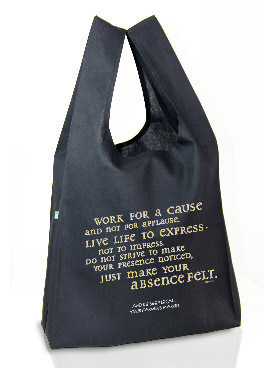 WORK FOR A CAUSE
AND NOT FOR APPLAUSE.
LIVE LIFE TO EXPRESS.
NOT TO IMPRESS.
DO NOT STRIVE TO MAKE
YOUR PRESENCE NOTICED,
JUST MAKE YOUR
ABSENCE FELT.